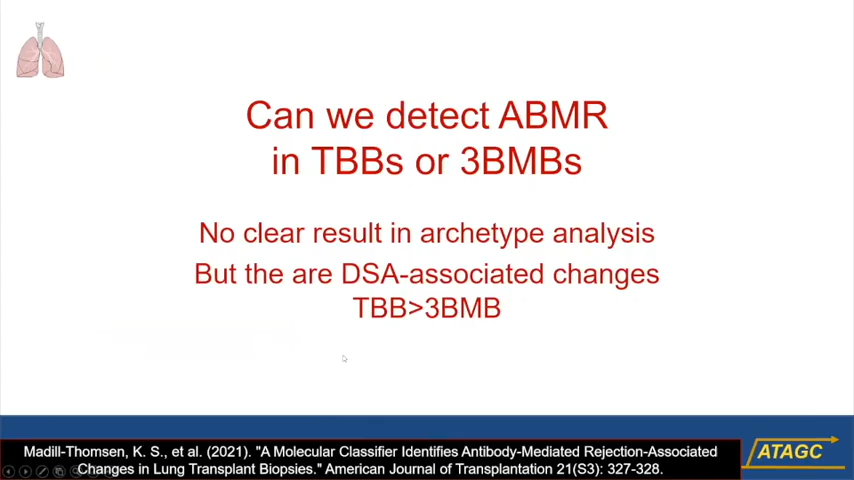 Can we detect ABMR
in TBBs or 3BMBs
No clear result in archetype analysis
But the are DSA-associated changes
TBB>3BMB
Madill-Thomsen, K. S., et al. (2021). "A Molecular Classifier Identifies Antibody-Mediated Rejection-Associated
Changes in Lung Transplant Biopsies." American Journal of Transplantation 21(S3): 327-328.
ATAGC